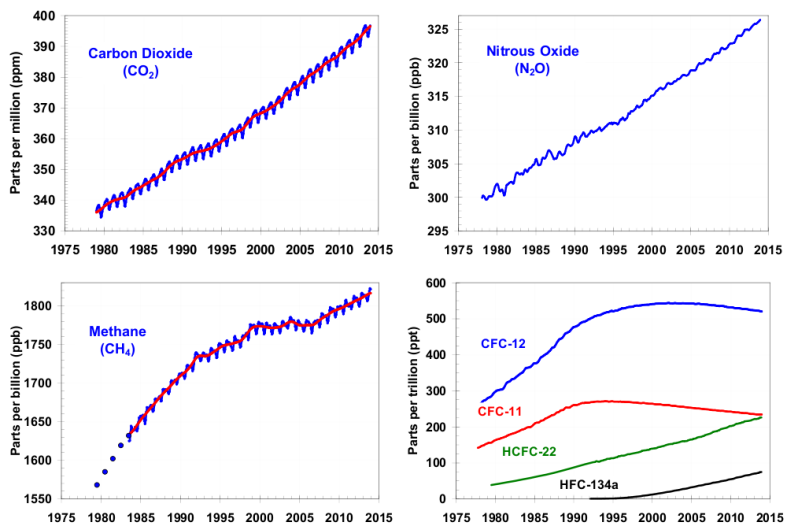 Parts per million (ppm)
400
390
380
370
360
350
340
330
Carbon Dioxide
(CO₂)
1975 1980 1985 1990 1995 2000 2005 2010 2015
Parts per billion (ppb)
325
320
315
310
305
300
295
Nitrous Oxide
(N₂O)
1975 1980 1985 1990 1995 2000 2005 2010 2015
Parts per billion (ppb)
1800
1750
1700
1650
1600
1550
Methane
(CH₄)
1975 1980 1985 1990 1995 2000 2005 2010 2015
Parts per trillion (ppt)
600
500
400
300
200
100
0
CFC-12
CFC-11
HCFC-22
HFC-134a
1975 1980 1985 1990 1995 2000 2005 2010 2015